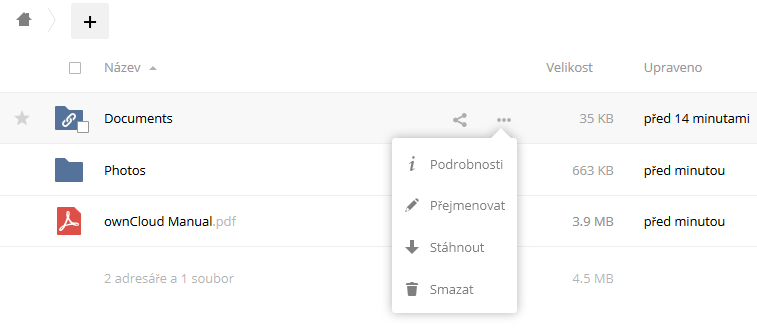 Název Velikost Upraveno
Documents 35 KB před 14 minutami
Podrobnosti
Photos 663 KB před minutou
Přejmenovat
ownCloud Manual.pdf 3.9 MB před minutou
Stáhnout
2 adresáře a 1 soubor 4.5 MB
Smazat